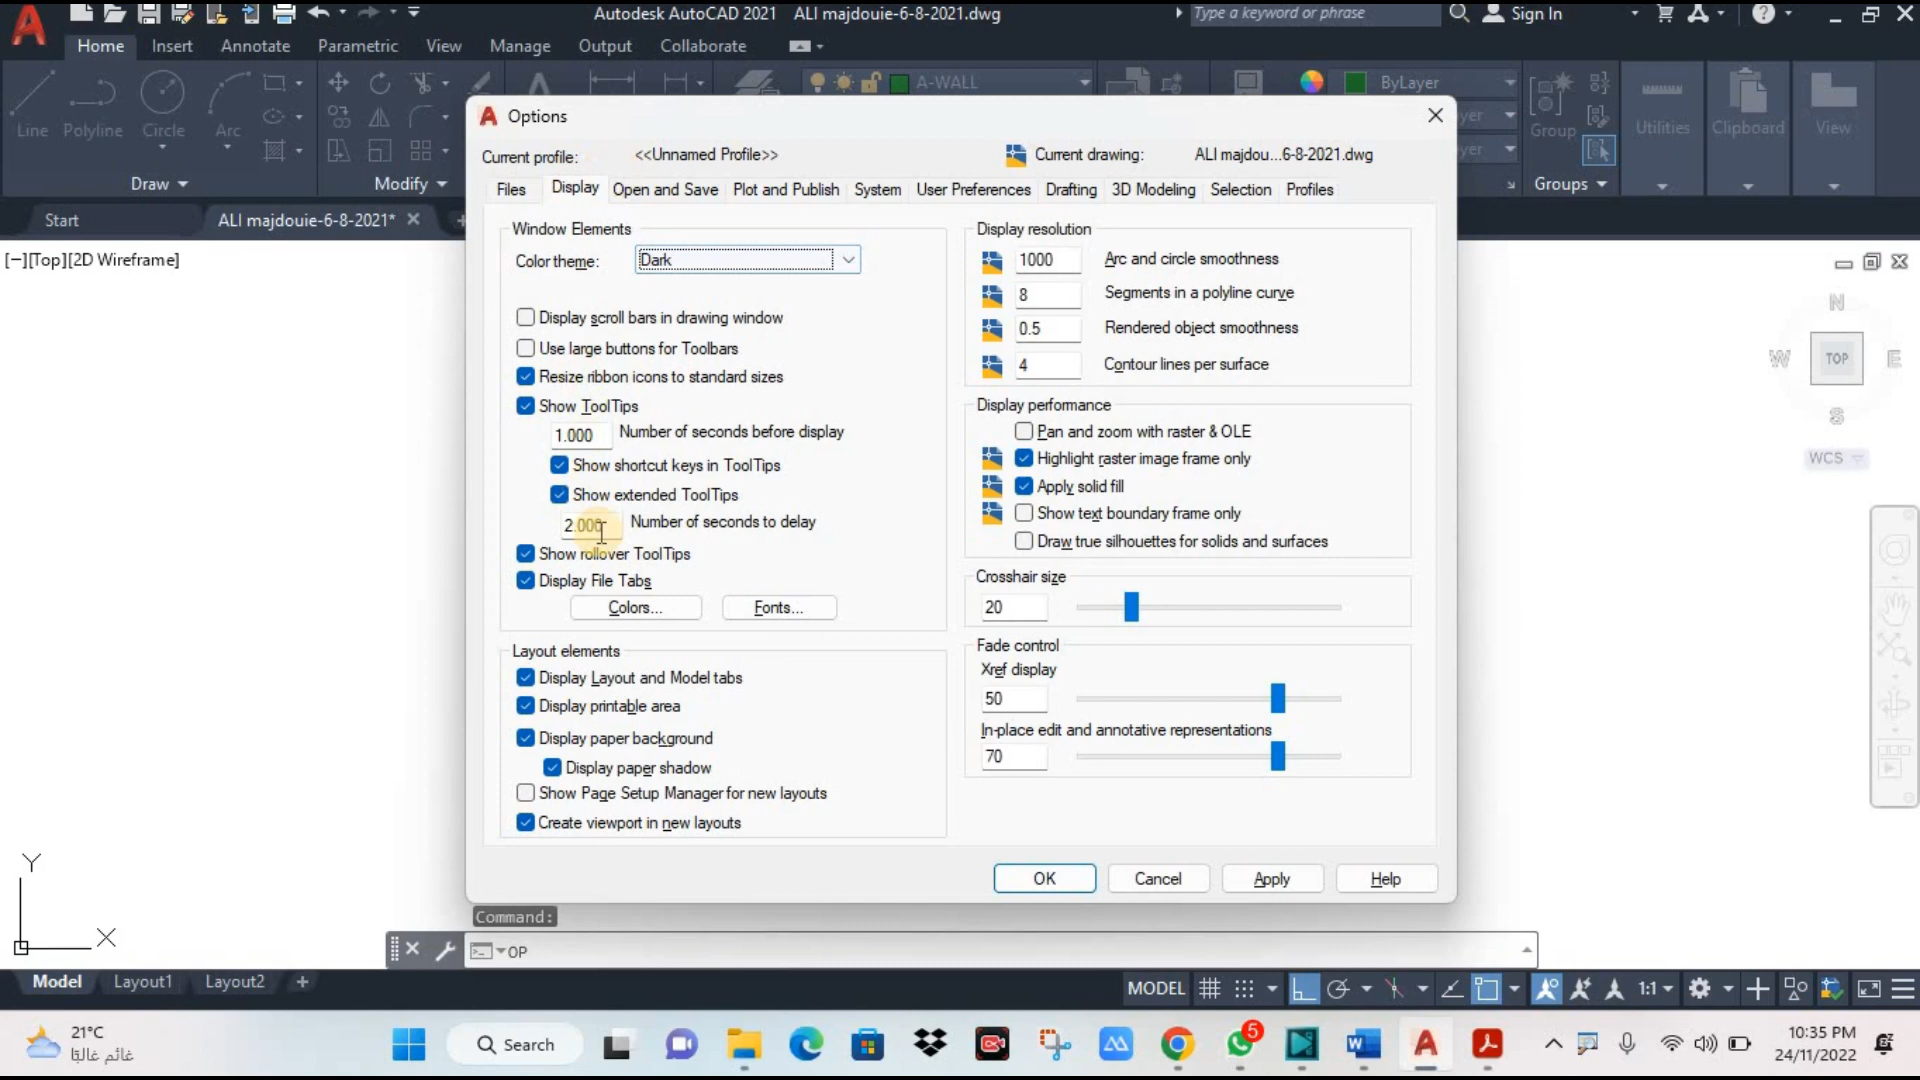 Autodesk AutoCAD 2021 ALI majdouie-6-8-2021.dwg
Type a keyword or phrase
Sign In
Home Insert Annotate Parametric View Manage Output Collaborate
A-WALL
ByLayer
Line Polyline Circle Arc
Group Utilities Clipboard View
Draw Modify Groups
Start ALI majdouie-6-8-2021*
[−][Top][2D Wireframe]
Options
Current profile: <<Unnamed Profile>> Current drawing: ALI majdou...6-8-2021.dwg
Files Display Open and Save Plot and Publish System User Preferences Drafting 3D Modeling Selection Profiles
Window Elements
Color theme: Dark
Display scroll bars in drawing window
Use large buttons for Toolbars
Resize ribbon icons to standard sizes
Show ToolTips
1.000 Number of seconds before display
Show shortcut keys in ToolTips
Show extended ToolTips
2.000 Number of seconds to delay
Show rollover ToolTips
Display File Tabs
Colors... Fonts...
Layout elements
Display Layout and Model tabs
Display printable area
Display paper background
Display paper shadow
Show Page Setup Manager for new layouts
Create viewport in new layouts
Display resolution
1000 Arc and circle smoothness
8 Segments in a polyline curve
0.5 Rendered object smoothness
4 Contour lines per surface
Display performance
Pan and zoom with raster & OLE
Highlight raster image frame only
Apply solid fill
Show text boundary frame only
Draw true silhouettes for solids and surfaces
Crosshair size
20
Fade control
Xref display
50
In-place edit and annotative representations
70
OK Cancel Apply Help
N
W TOP E
S
WCS
Y
X
Command:
OP
Model Layout1 Layout2 +
MODEL 1:1
21°C
غائم غالبًا
Search
5
10:35 PM
24/11/2022